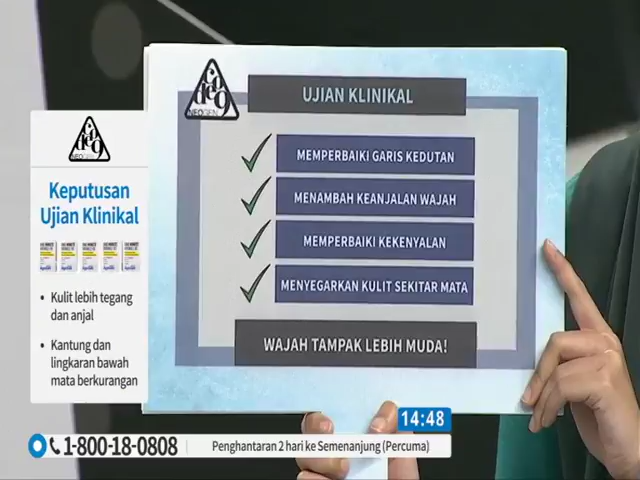 code9
NEOGEN
UJIAN KLINIKAL
MEMPERBAIKI GARIS KEDUTAN
MENAMBAH KEANJALAN WAJAH
MEMPERBAIKI KEKENYALAN
MENYEGARKAN KULIT SEKITAR MATA
WAJAH TAMPAK LEBIH MUDA!
NEOGEN
Keputusan
Ujian Klinikal
• Kulit lebih tegang
dan anjal
• Kantung dan
lingkaran bawah
mata berkurangan
14:48
1-800-18-0808
Penghantaran 2 hari ke Semenanjung (Percuma)